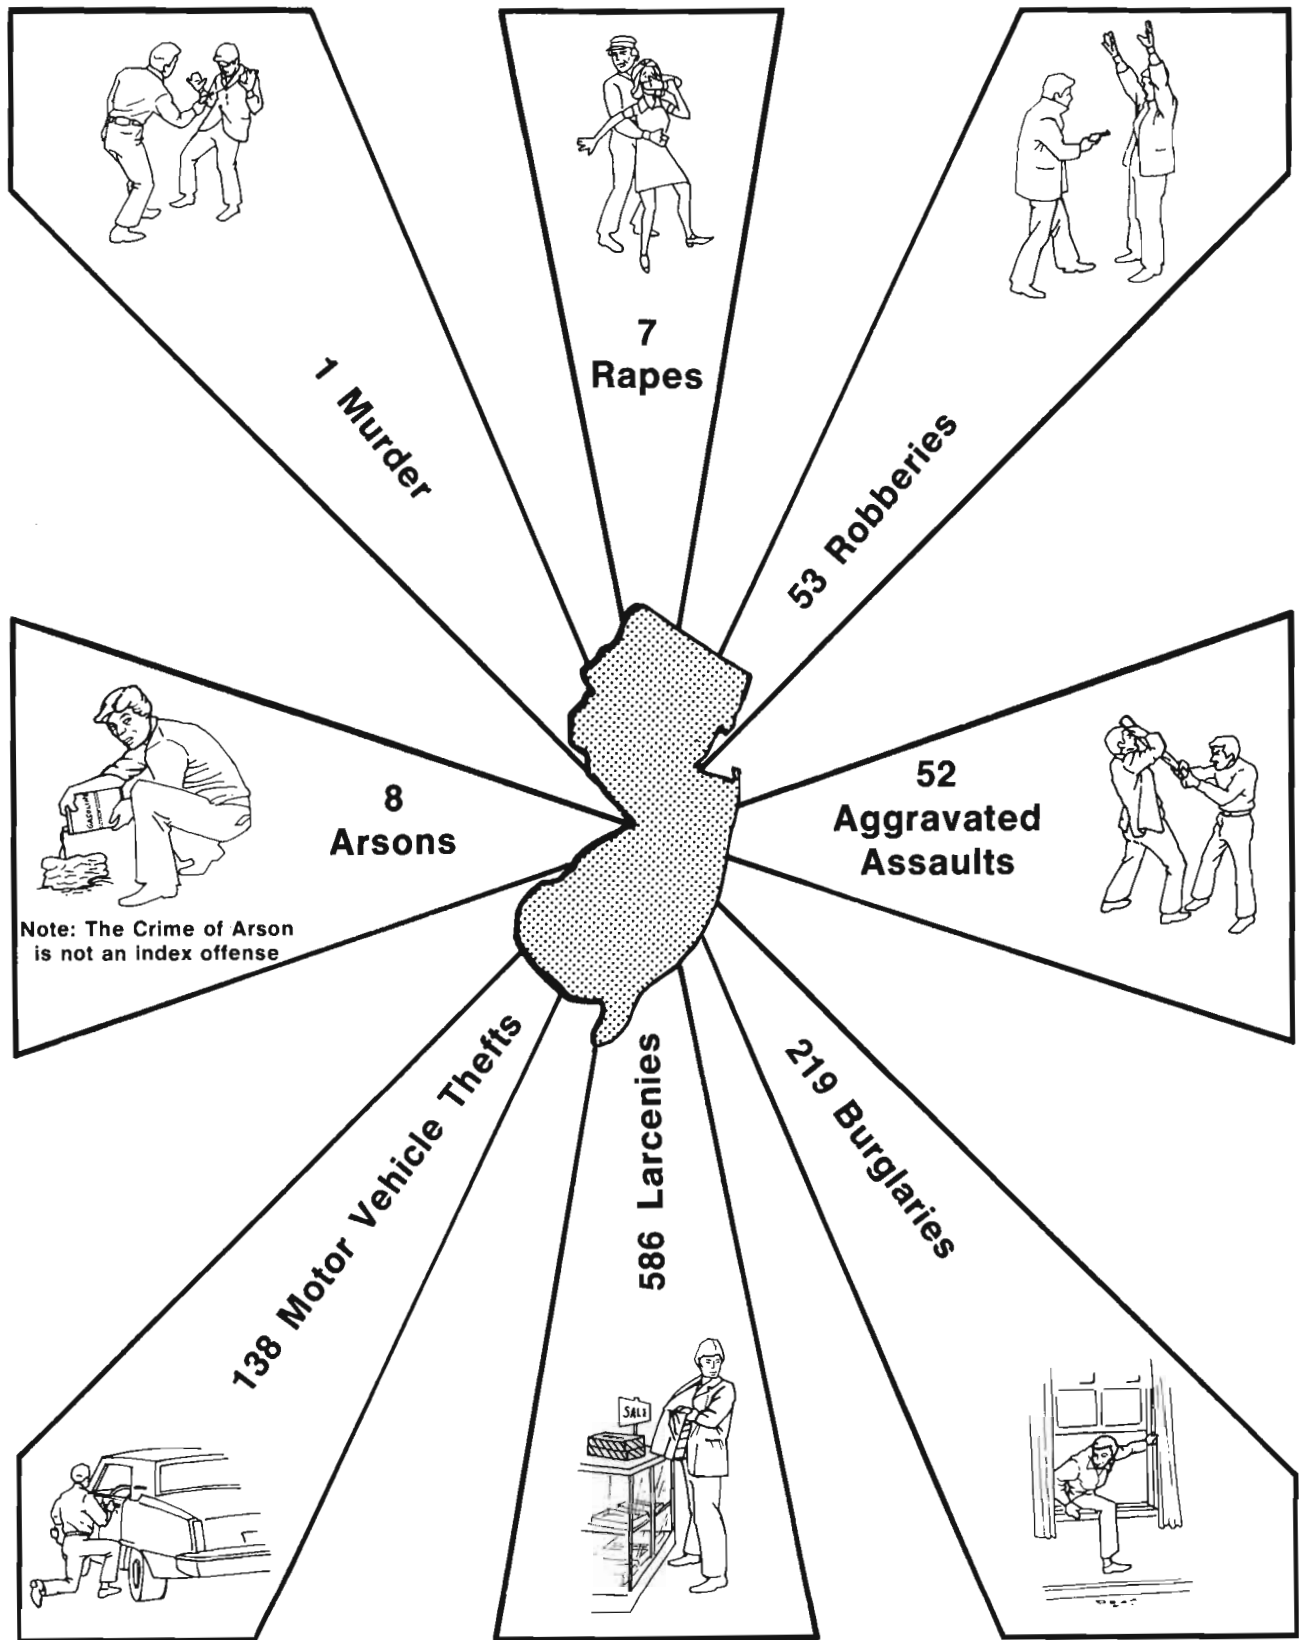 1 Murder
7
Rapes
53 Robberies
8
Arsons
Note: The Crime of Arson
is not an index offense
52
Aggravated
Assaults
138 Motor Vehicle Thefts
586 Larcenies
219 Burglaries
GASOLINE
SALE